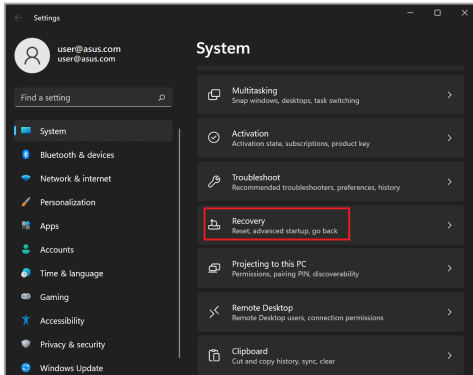 Settings
user@asus.com
user@asus.com
Find a setting
System
Bluetooth & devices
Network & internet
Personalization
Apps
Accounts
Time & language
Gaming
Accessibility
Privacy & security
Windows Update
System
Multitasking
Snap windows, desktops, task switching
Activation
Activation state, subscriptions, product key
Troubleshoot
Recommended troubleshooters, preferences, history
Recovery
Reset, advanced startup, go back
Projecting to this PC
Permissions, pairing PIN, discoverability
Remote Desktop
Remote Desktop users, connection permissions
Clipboard
Cut and copy history, sync, clear